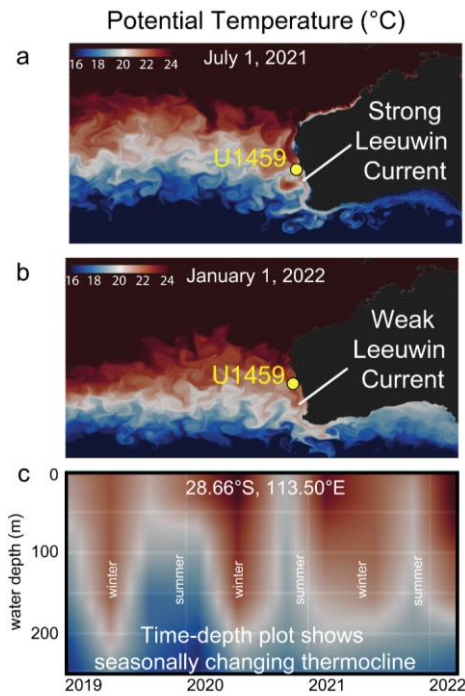 Potential Temperature (°C)
a
16 18 20 22 24
July 1, 2021
Strong
Leeuwin
Current
U1459
b
16 18 20 22 24
January 1, 2022
Weak
Leeuwin
Current
U1459
c
28.66°S, 113.50°E
0
100
200
water depth (m)
winter
summer
winter
summer
winter
summer
Time-depth plot shows
seasonally changing thermocline
2019 2020 2021 2022